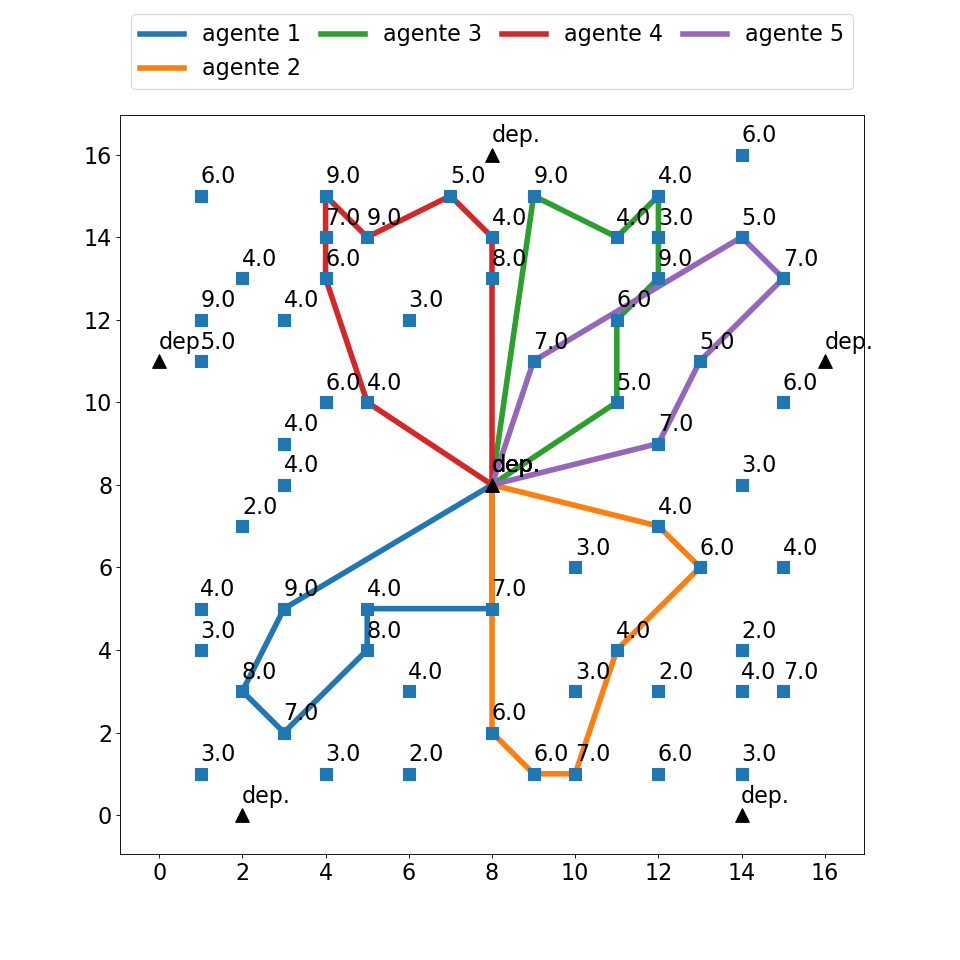 agente 1 agente 3 agente 4 agente 5
agente 2
dep. 6.0
16
6.0 9.0 5.0 9.0 4.0
7.0 9.0 4.0 4.0 3.0 5.0
14
4.0 6.0 8.0 9.0 7.0
9.0 4.0 3.0 6.0
12
dep. 5.0 7.0 5.0 dep.
6.0 4.0 5.0 6.0
10
4.0 7.0
4.0 dep. 3.0
8
2.0 4.0
3.0 6.0 4.0
6
4.0 9.0 4.0 7.0
3.0 8.0 4.0 2.0
4
8.0 4.0 3.0 2.0 4.0 7.0
7.0 6.0
2
3.0 3.0 2.0 6.0 7.0 6.0 3.0
dep. dep.
0
0 2 4 6 8 10 12 14 16